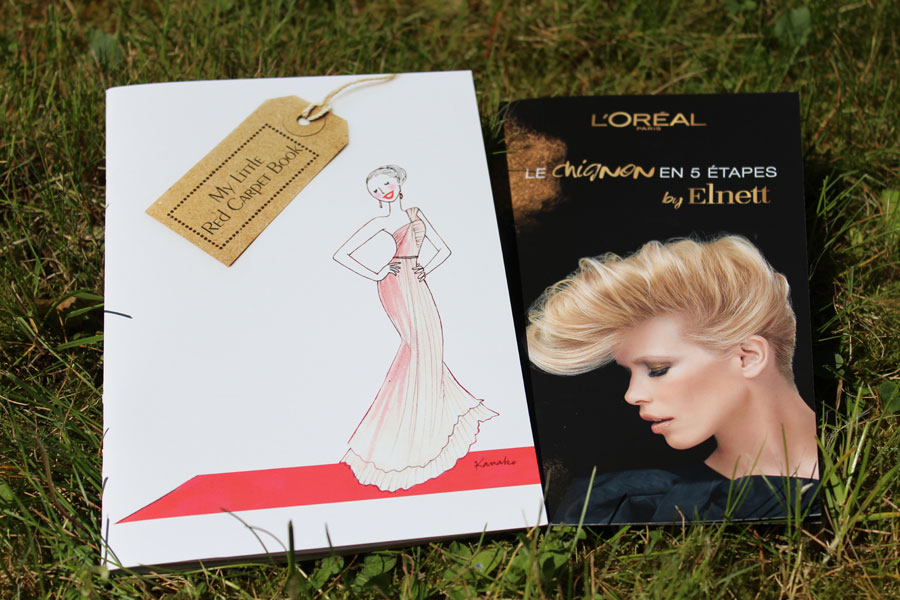 My Little
Red Carpet Book
Kanako
L'ORÉAL
PARIS
LE chignon EN 5 ÉTAPES
by Elnett